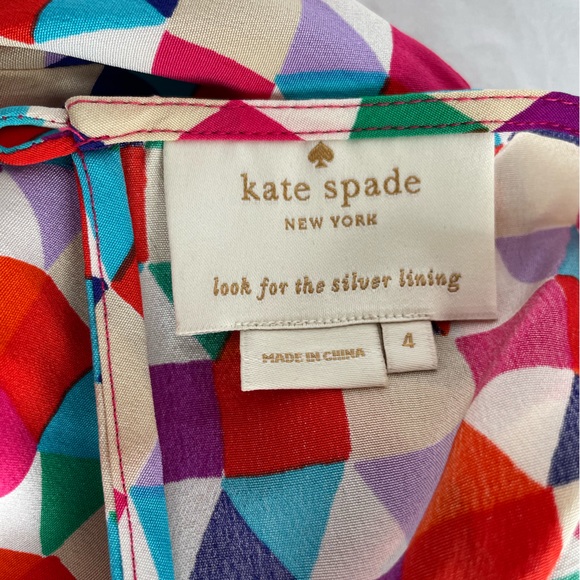 kate spade
NEW YORK
look for the silver lining
MADE IN CHINA
4